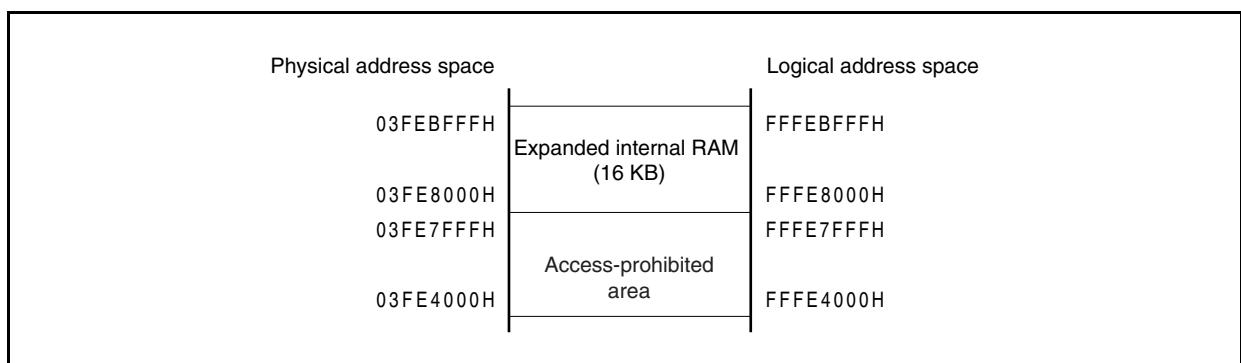 Physical address space
Logical address space
03FEBFFFH
FFFEBFFFH
Expanded internal RAM
(16 KB)
03FE8000H
FFFE8000H
03FE7FFFH
FFFE7FFFH
Access-prohibited
area
03FE4000H
FFFE4000H